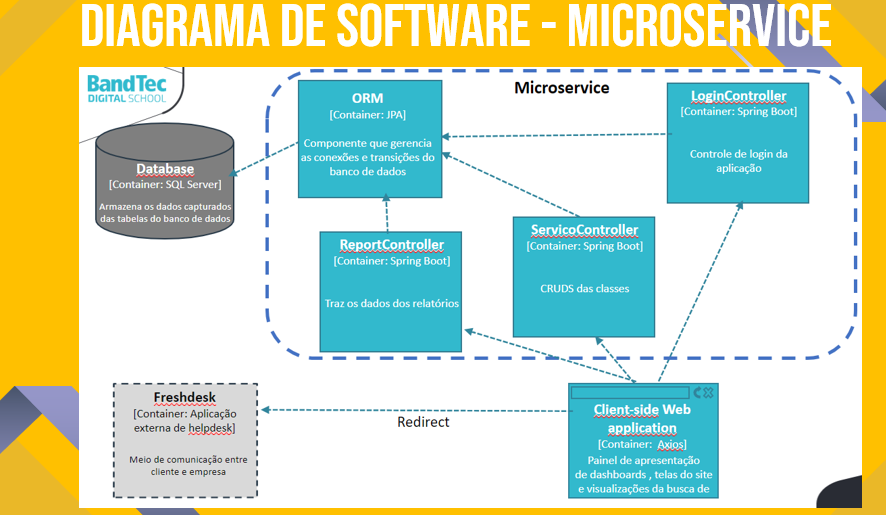 DIAGRAMA DE SOFTWARE - MICROSERVICE
BandTec
DIGITAL SCHOOL
Microservice
ORM
[Container: JPA]
Componente que gerencia
as conexões e transições do
banco de dados
LoginController
[Container: Spring Boot]
Controle de login da
aplicação
Database
[Container: SQL Server]
Armazena os dados capturados
das tabelas do banco de dados
ReportController
[Container: Spring Boot]
Traz os dados dos relatórios
ServicoController
[Container: Spring Boot]
CRUDS das classes
Freshdesk
[Container: Aplicação
externa de helpdesk]
Meio de comunicação entre
cliente e empresa
Redirect
Client-side Web
application
[Container: Axios]
Painel de apresentação
de dashboards , telas do site
e visualizações da busca de